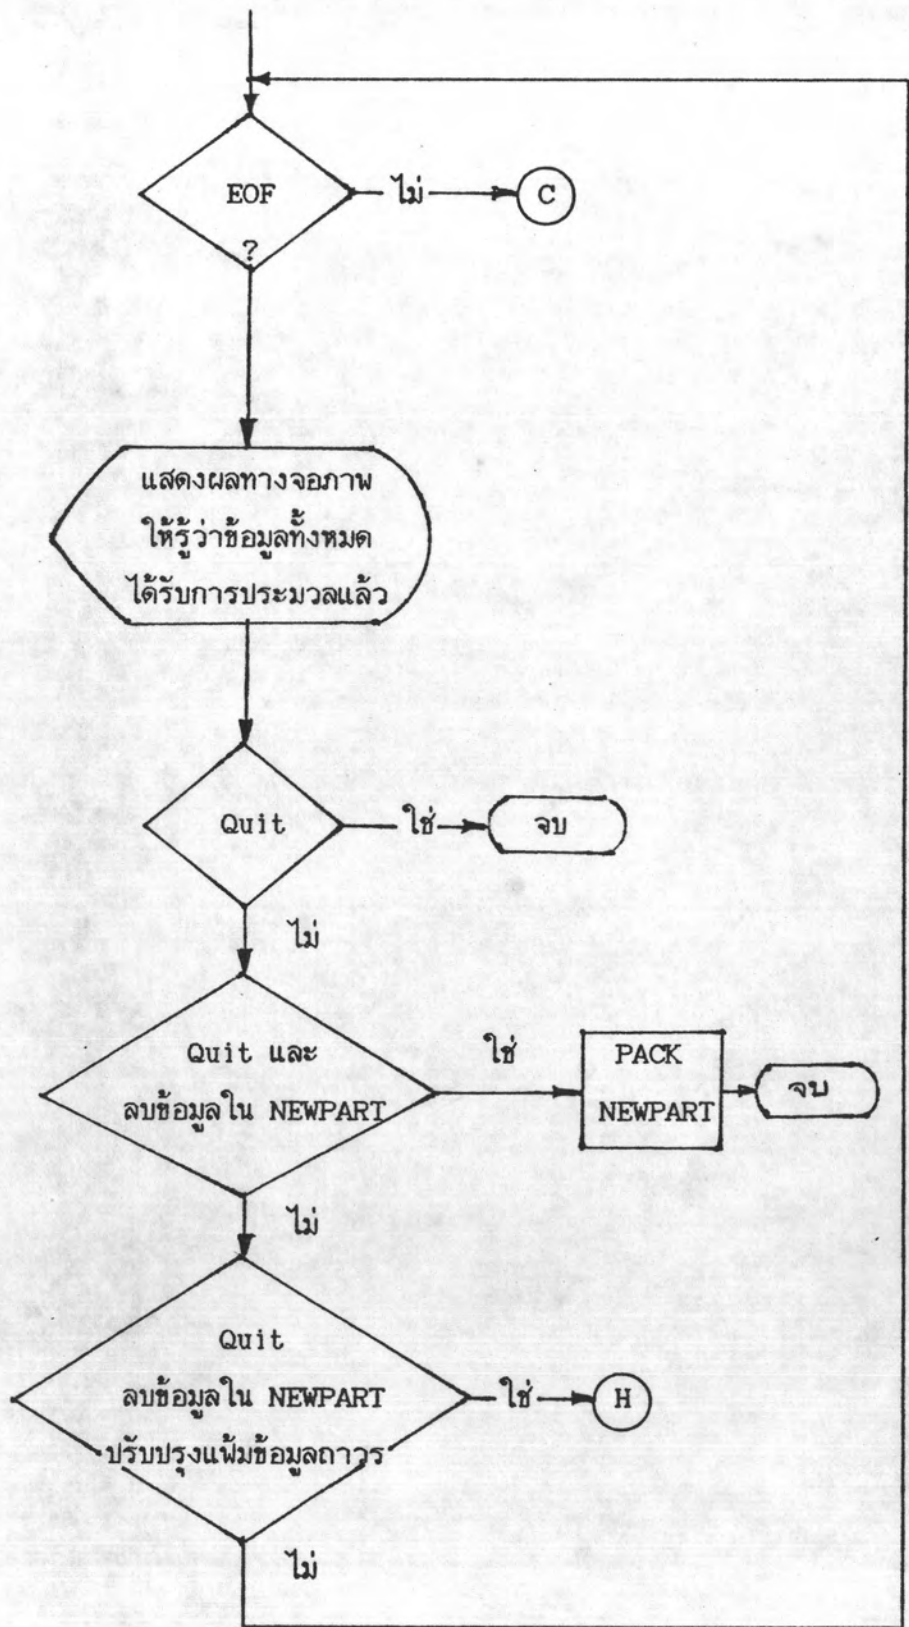 EOF
?
ไม่
C
แสดงผลทางจอภาพ
ให้รู้ว่าข้อมูลทั้งหมด
ได้รับการประมวลแล้ว
Quit
ใช่
จบ
ไม่
Quit และ
ลบข้อมูลใน NEWPART
ใช่
PACK
NEWPART
จบ
ไม่
Quit
ลบข้อมูลใน NEWPART
ปรับปรุงแฟ้มข้อมูลถาวร
ใช่
H
ไม่